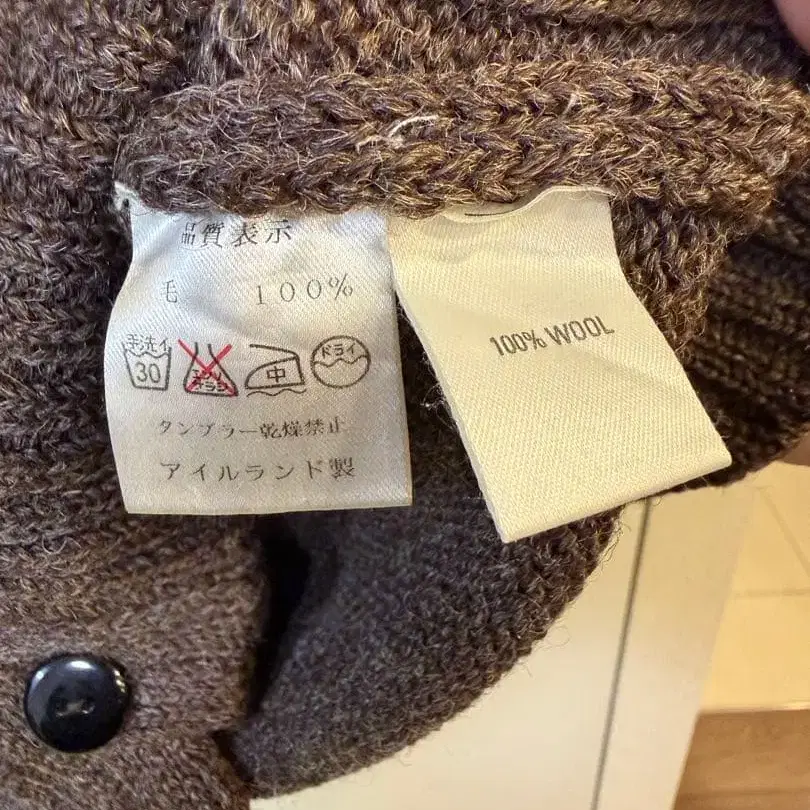 品質表示
毛 100%
手洗イ 30 エンソ サラシ 中 ドライ
タンブラー乾燥禁止
アイルランド製
100% WOOL